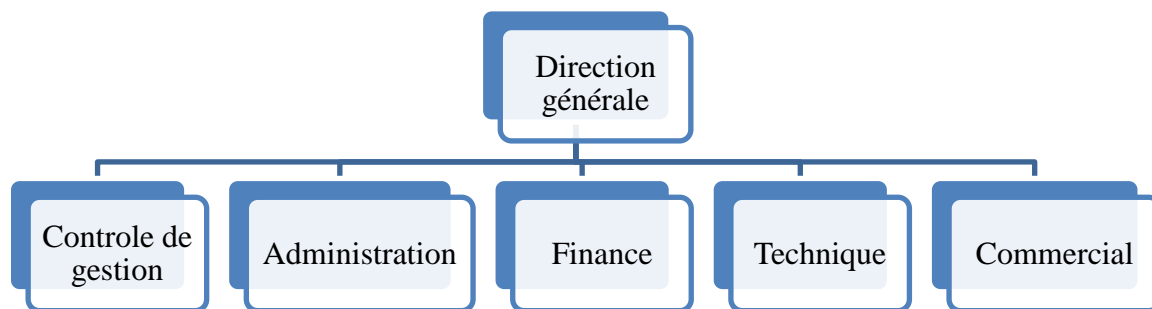 Direction
générale
Controle de
gestion
Administration
Finance
Technique
Commercial